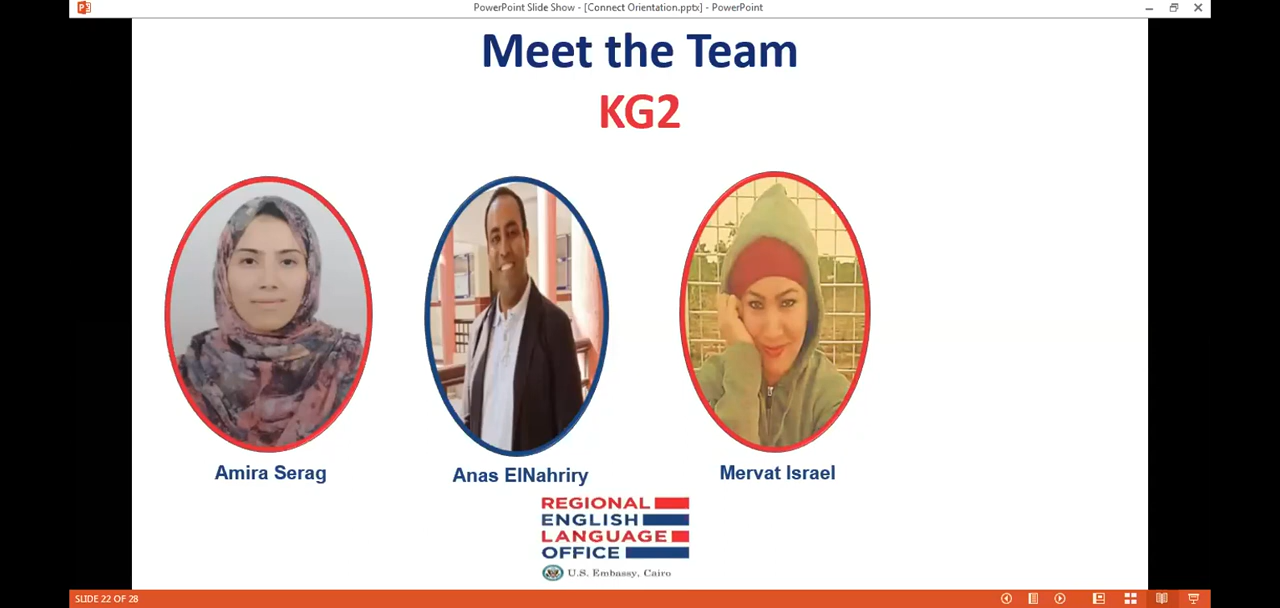 PowerPoint Slide Show - [Connect Orientation.pptx] - PowerPoint
Meet the Team
KG2
Amira Serag
Anas ElNahriry
Mervat Israel
REGIONAL
ENGLISH
LANGUAGE
OFFICE
U.S. Embassy, Cairo
SLIDE 22 OF 28